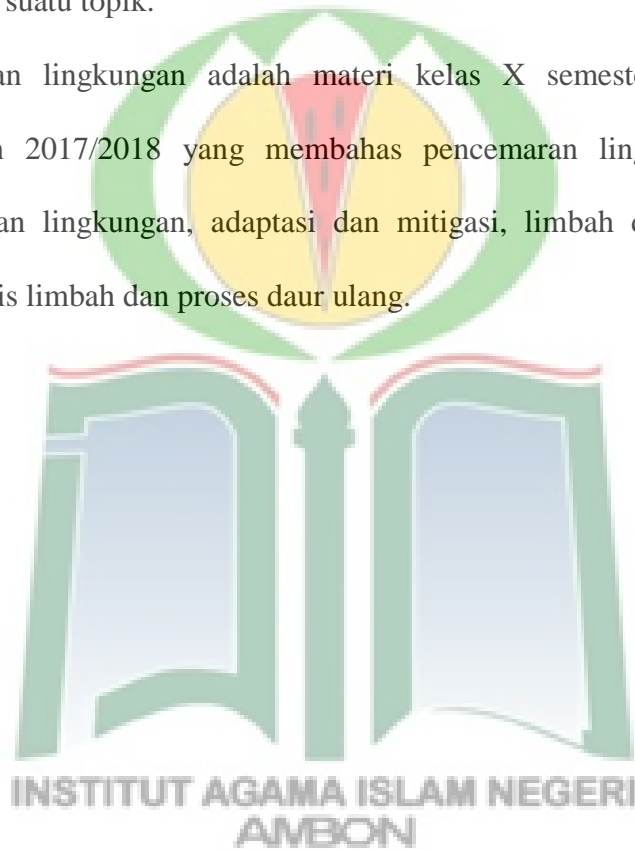 suatu topik.
an lingkungan adalah materi kelas X semest
n 2017/2018 yang membahas pencemaran ling
an lingkungan, adaptasi dan mitigasi, limbah
is limbah dan proses daur ulang.
INSTITUT AGAMA ISLAM NEGERI
AMBON